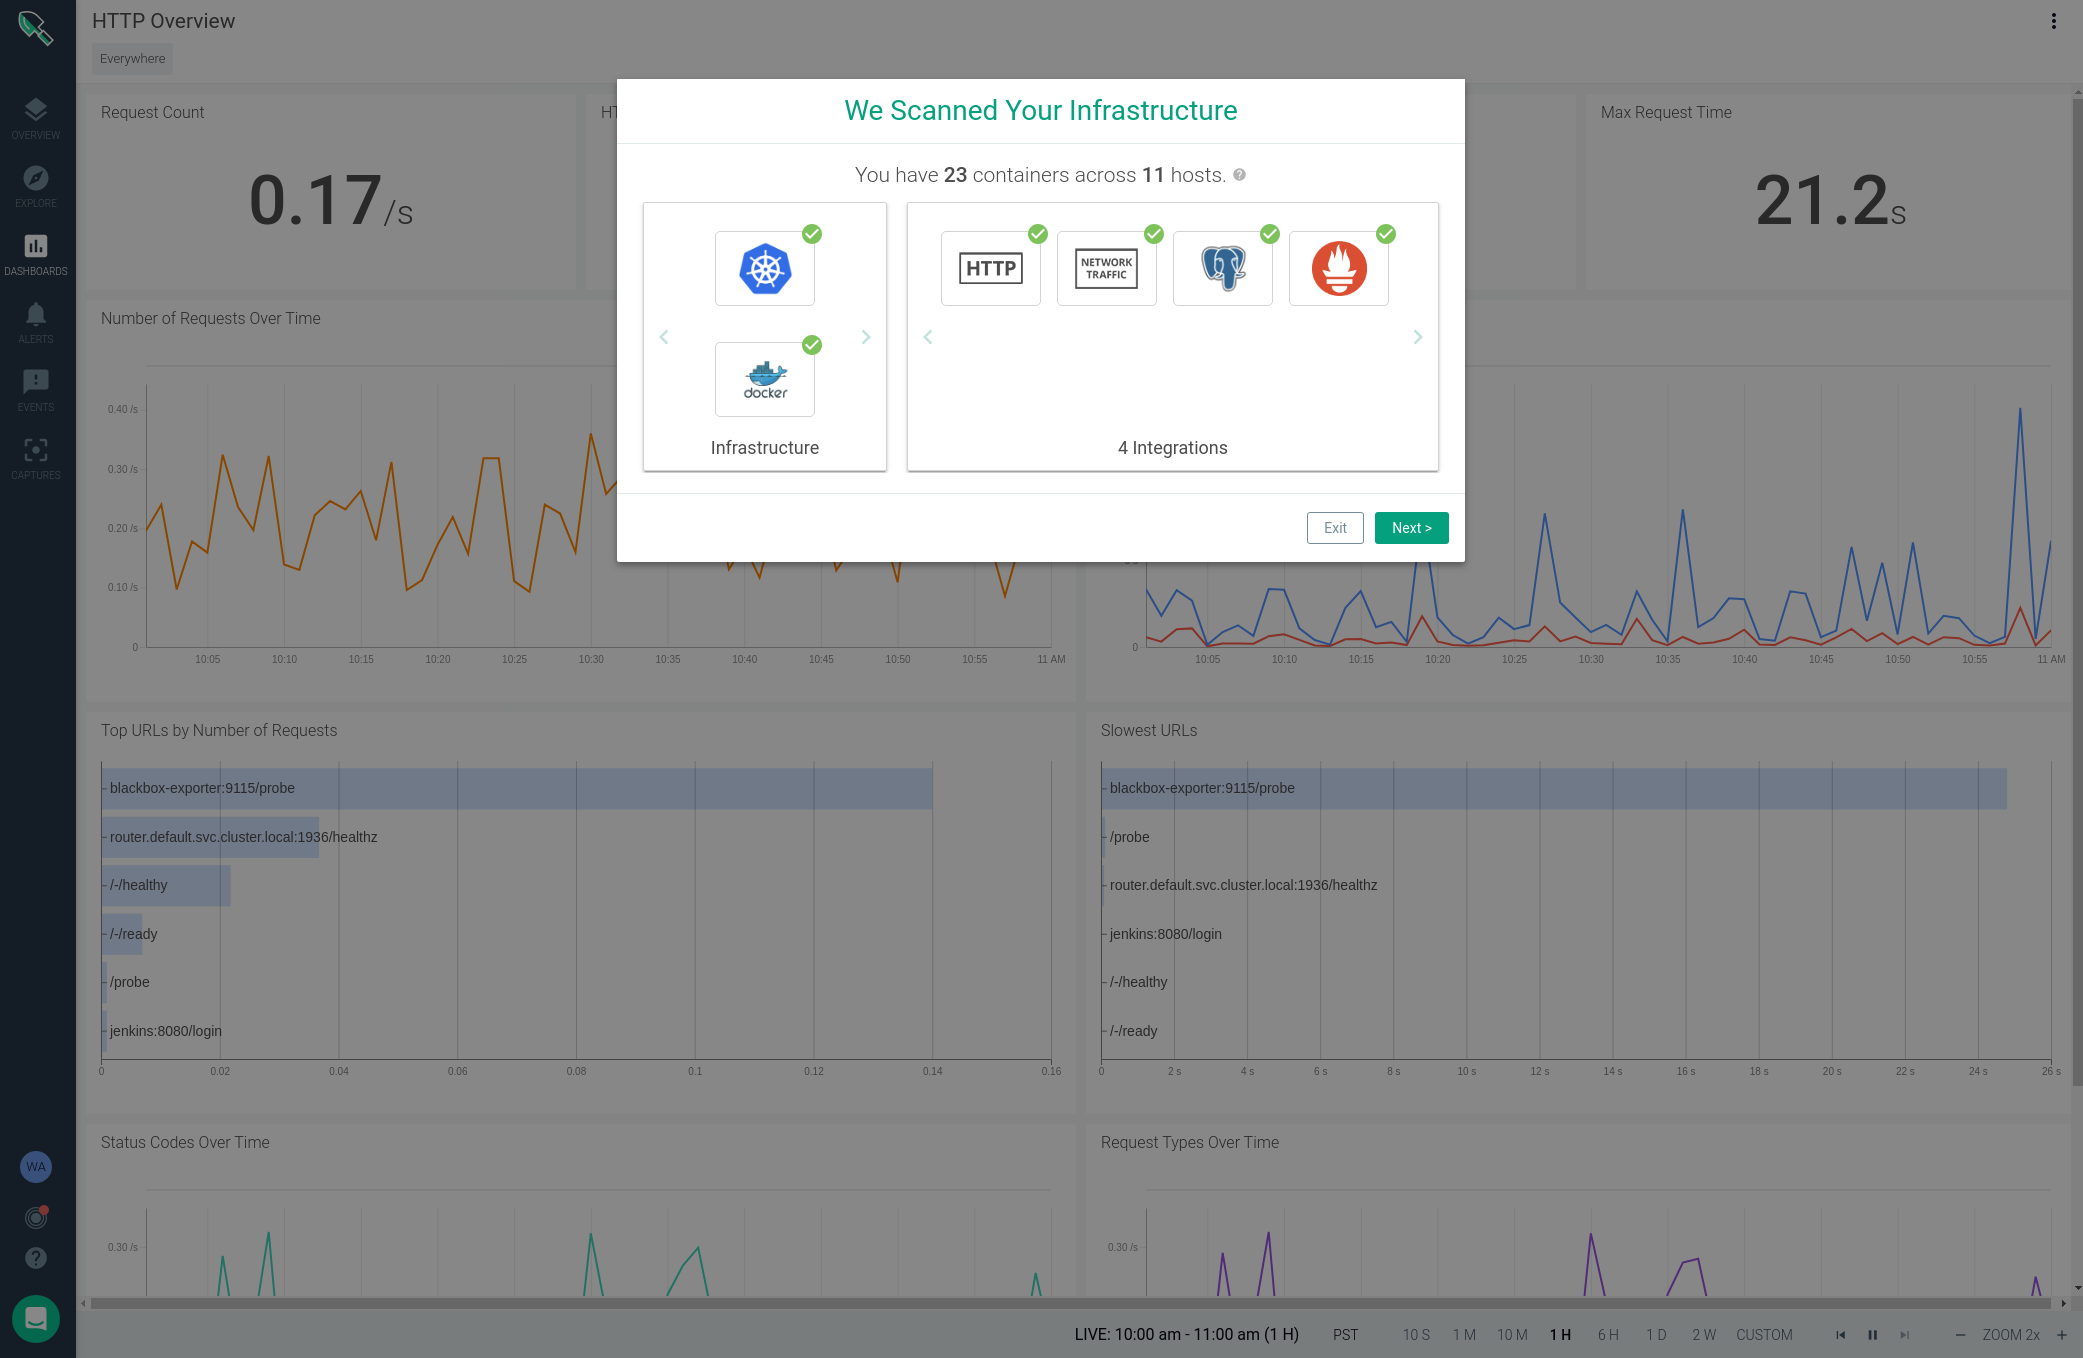 HTTP Overview
Everywhere
OVERVIEW
EXPLORE
DASHBOARDS
ALERTS
EVENTS
CAPTURES
WA
Request Count
0.17/s
HT
Max Request Time
21.2s
We Scanned Your Infrastructure
You have 23 containers across 11 hosts.
HTTP
NETWORK
TRAFFIC
docker
Infrastructure
4 Integrations
Exit
Next >
Number of Requests Over Time
0.40 /s
0.30 /s
0.20 /s
0.10 /s
0
10:05 10:10 10:15 10:20 10:25 10:30 10:35 10:40 10:45 10:50 10:55 11 AM
0
10:05 10:10 10:15 10:20 10:25 10:30 10:35 10:40 10:45 10:50 10:55 11 AM
Top URLs by Number of Requests
blackbox-exporter:9115/probe
router.default.svc.cluster.local:1936/healthz
/-/healthy
/-/ready
/probe
jenkins:8080/login
0 0.02 0.04 0.06 0.08 0.1 0.12 0.14 0.16
Slowest URLs
blackbox-exporter:9115/probe
/probe
router.default.svc.cluster.local:1936/healthz
jenkins:8080/login
/-/healthy
/-/ready
0 2 s 4 s 6 s 8 s 10 s 12 s 14 s 16 s 18 s 20 s 22 s 24 s 26 s
Status Codes Over Time
0.30 /s
Request Types Over Time
0.30 /s
LIVE: 10:00 am - 11:00 am (1 H) PST 10 S 1 M 10 M 1 H 6 H 1 D 2 W CUSTOM ZOOM 2x